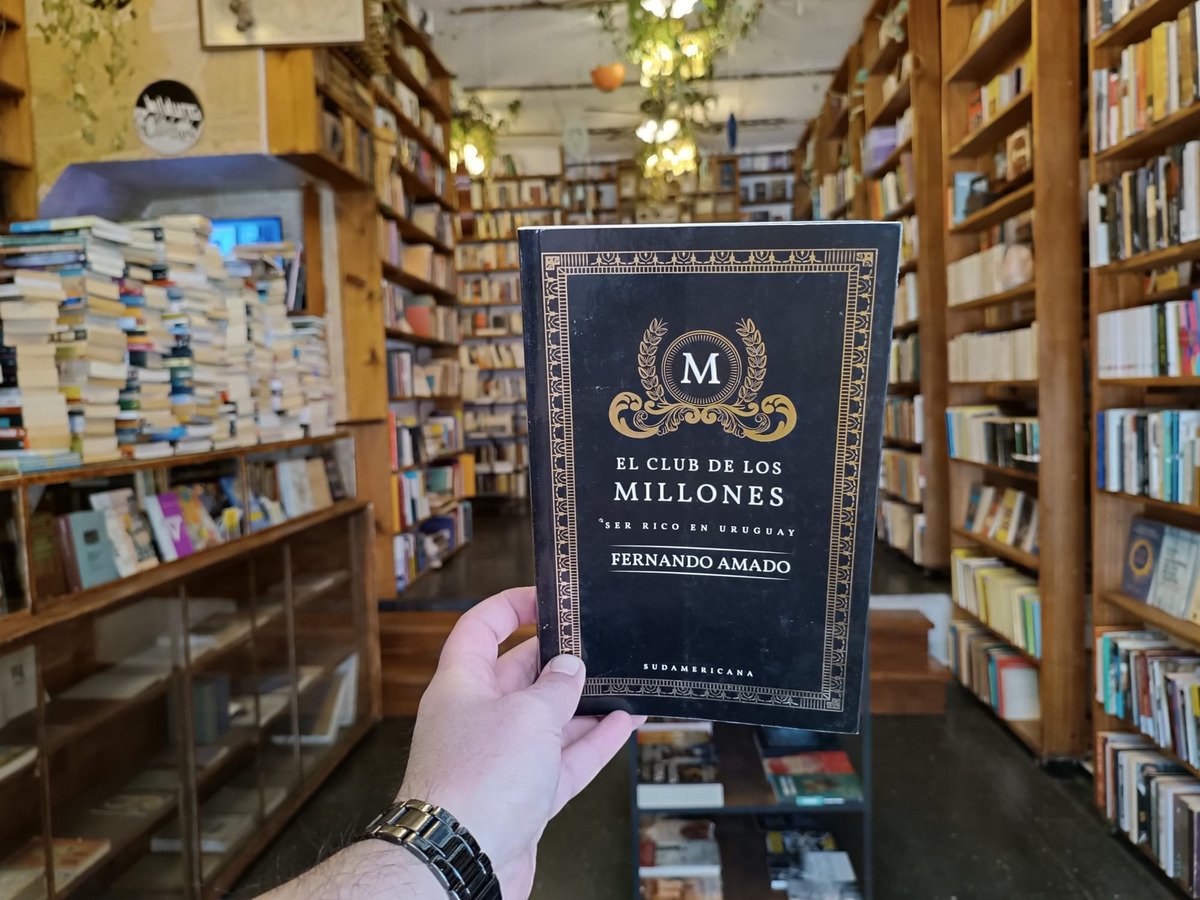 M
EL CLUB DE LOS
MILLONES
SER RICO EN URUGUAY
FERNANDO AMADO
SUDAMERICANA